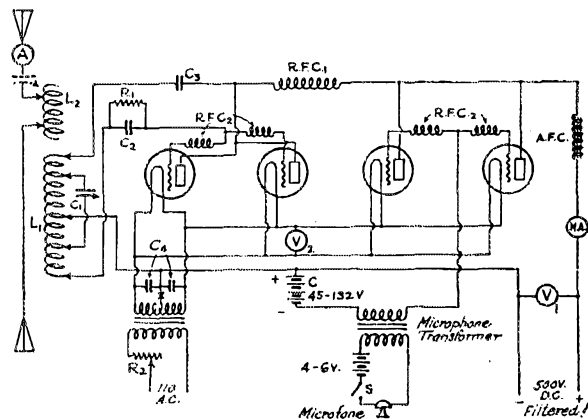 A
L2
R1
C2
C3
R.F.C.1
R.F.C.2
R.F.C.2
A.F.C.
C1
L1
MA.
V2
C4
+
C
45-132V
-
V1
R2
110
A.C.
4-6V.
S
Microfone
Microphone
Transformer
- 500V. +
D.C.
Filtered